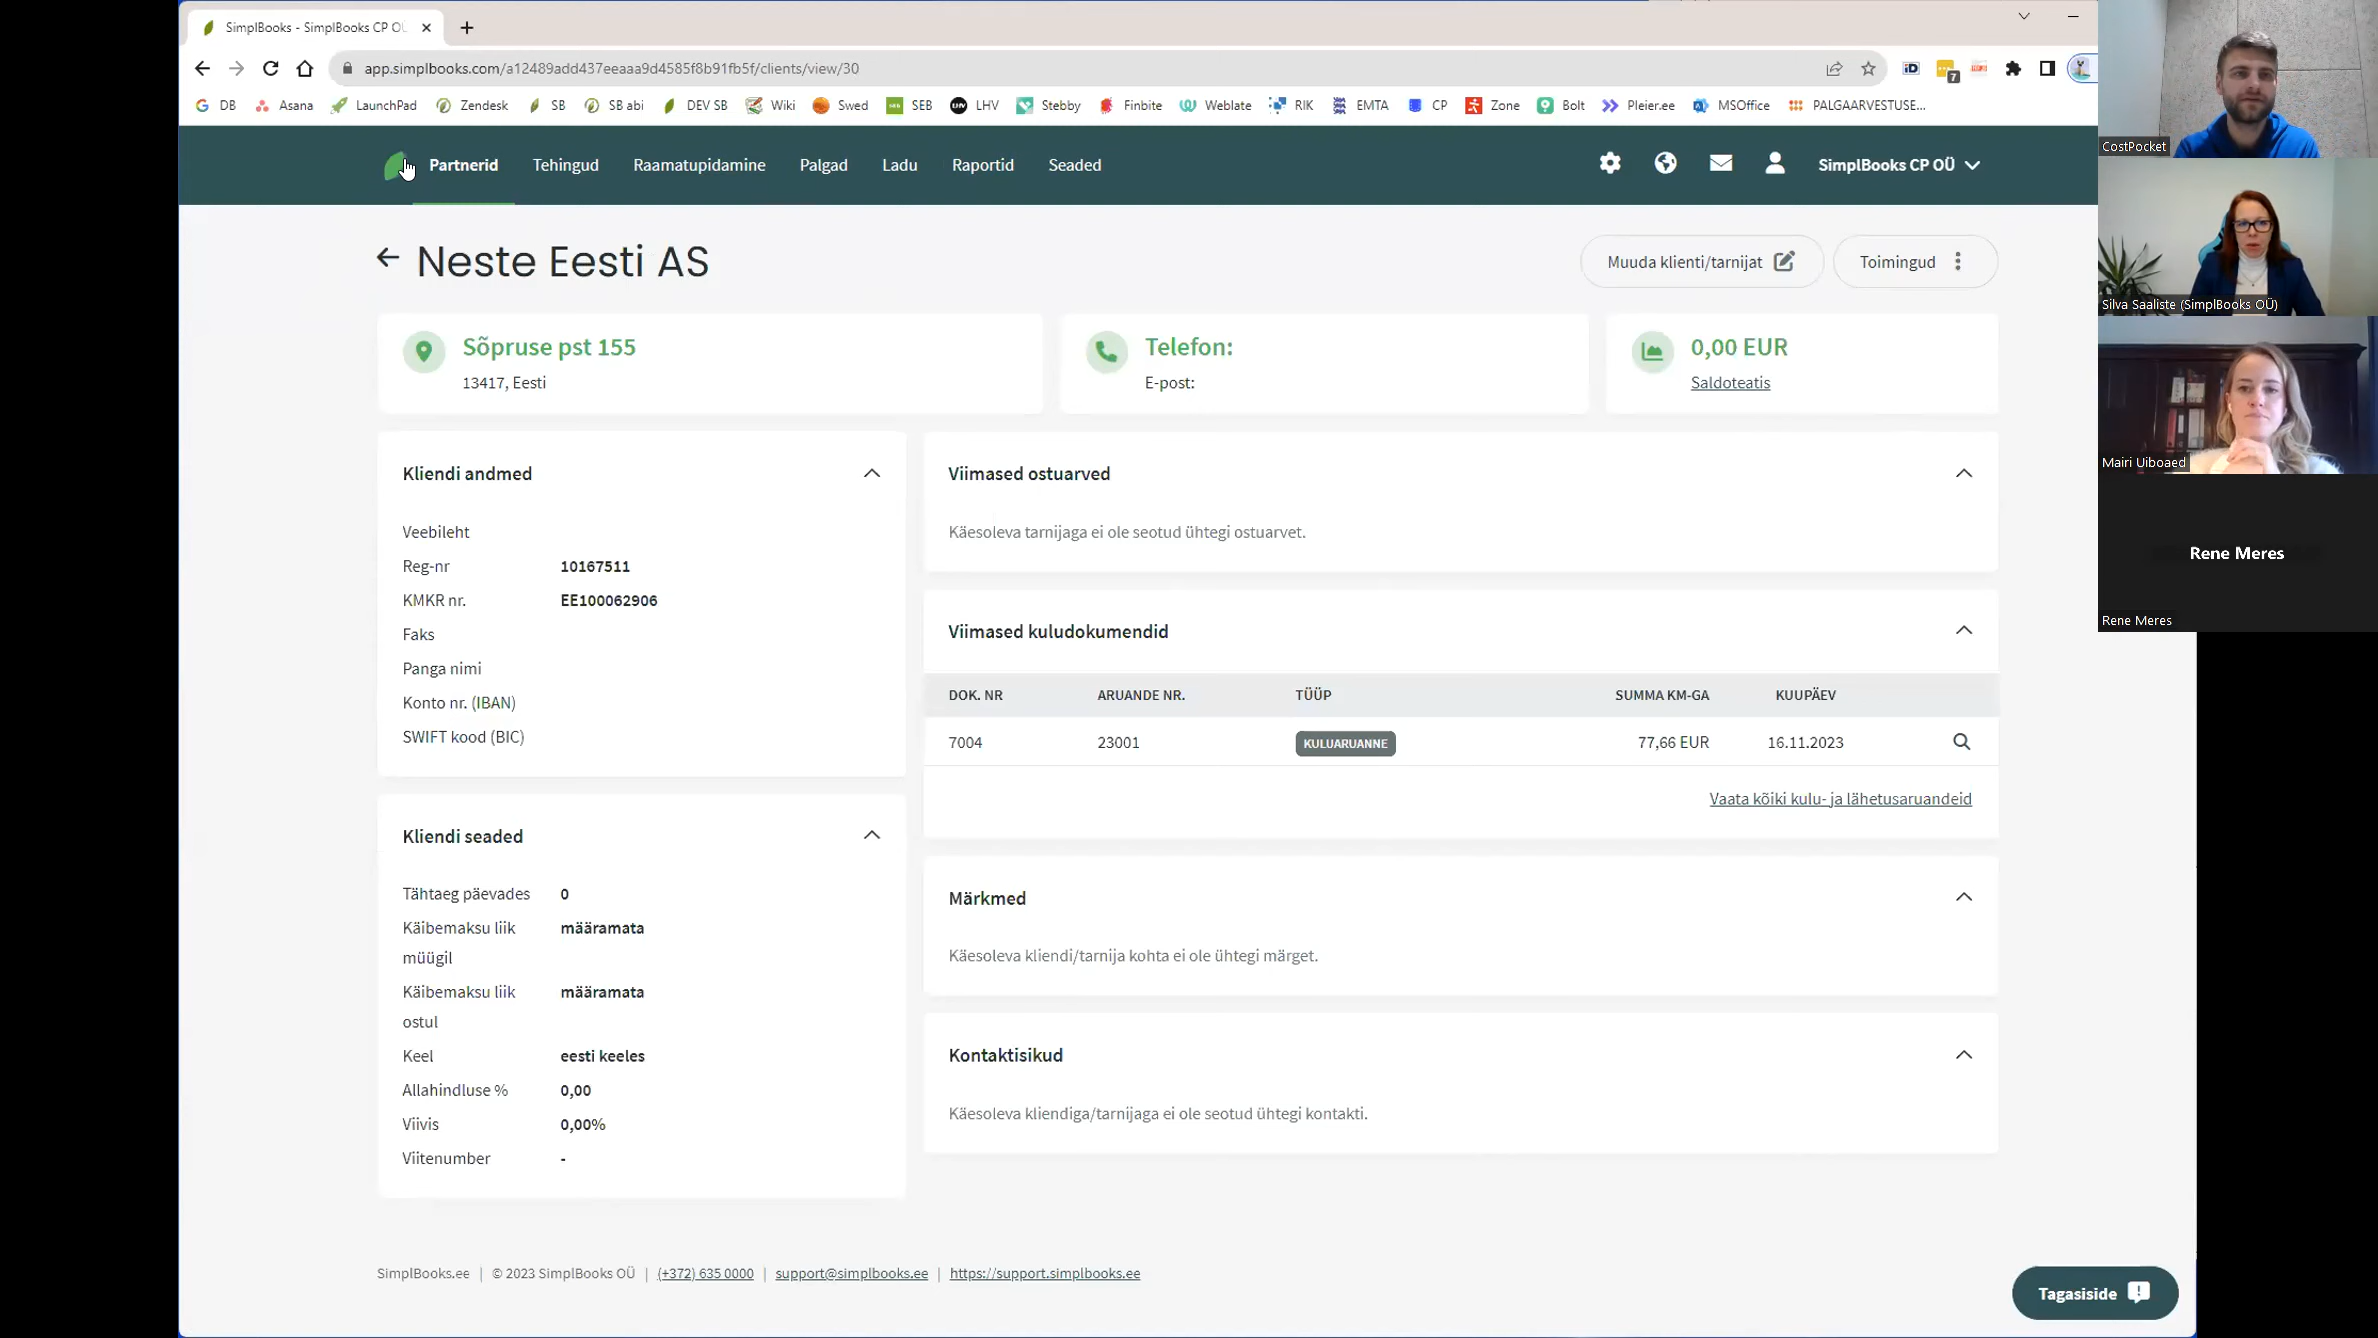 SimplBooks - SimplBooks CP OÜ
app.simplbooks.com/a12489add437eeaaa9d4585f8b91fb5f/clients/view/30
DB Asana LaunchPad Zendesk SB SB abi DEV SB Wiki Swed SEB LHV Stebby Finbite Weblate RIK EMTA CP Zone Bolt Pleier.ee MSOffice PALGAARVESTUSE...
Partnerid Tehingud Raamatupidamine Palgad Ladu Raportid Seaded SimplBooks CP OÜ
Neste Eesti AS
Muuda klienti/tarnijat Toimingud
Sõpruse pst 155
13417, Eesti
Telefon:
E-post:
0,00 EUR
Saldoteatis
Kliendi andmed
Veebileht
Reg-nr 10167511
KMKR nr. EE100062906
Faks
Panga nimi
Konto nr. (IBAN)
SWIFT kood (BIC)
Kliendi seaded
Tähtaeg päevades 0
Käibemaksu liik müügil määramata
Käibemaksu liik ostul määramata
Keel eesti keeles
Allahindluse % 0,00
Viivis 0,00%
Viitenumber -
Viimased ostuarved
Käesoleva tarnijaga ei ole seotud ühtegi ostuarvet.
Viimased kuludokumendid
DOK. NR ARUANDE NR. TÜÜP SUMMA KM-GA KUUPÄEV
7004 23001 KULUARUANNE 77,66 EUR 16.11.2023
Vaata kõiki kulu- ja lähetusaruandeid
Märkmed
Käesoleva kliendi/tarnija kohta ei ole ühtegi märget.
Kontaktisikud
Käesoleva kliendiga/tarnijaga ei ole seotud ühtegi kontakti.
SimplBooks.ee | © 2023 SimplBooks OÜ | (+372) 635 0000 | support@simplbooks.ee | https://support.simplbooks.ee
Tagasiside
CostPocket
Silva Saaliste (SimplBooks OÜ)
Mairi Uiboaed
Rene Meres
Rene Meres